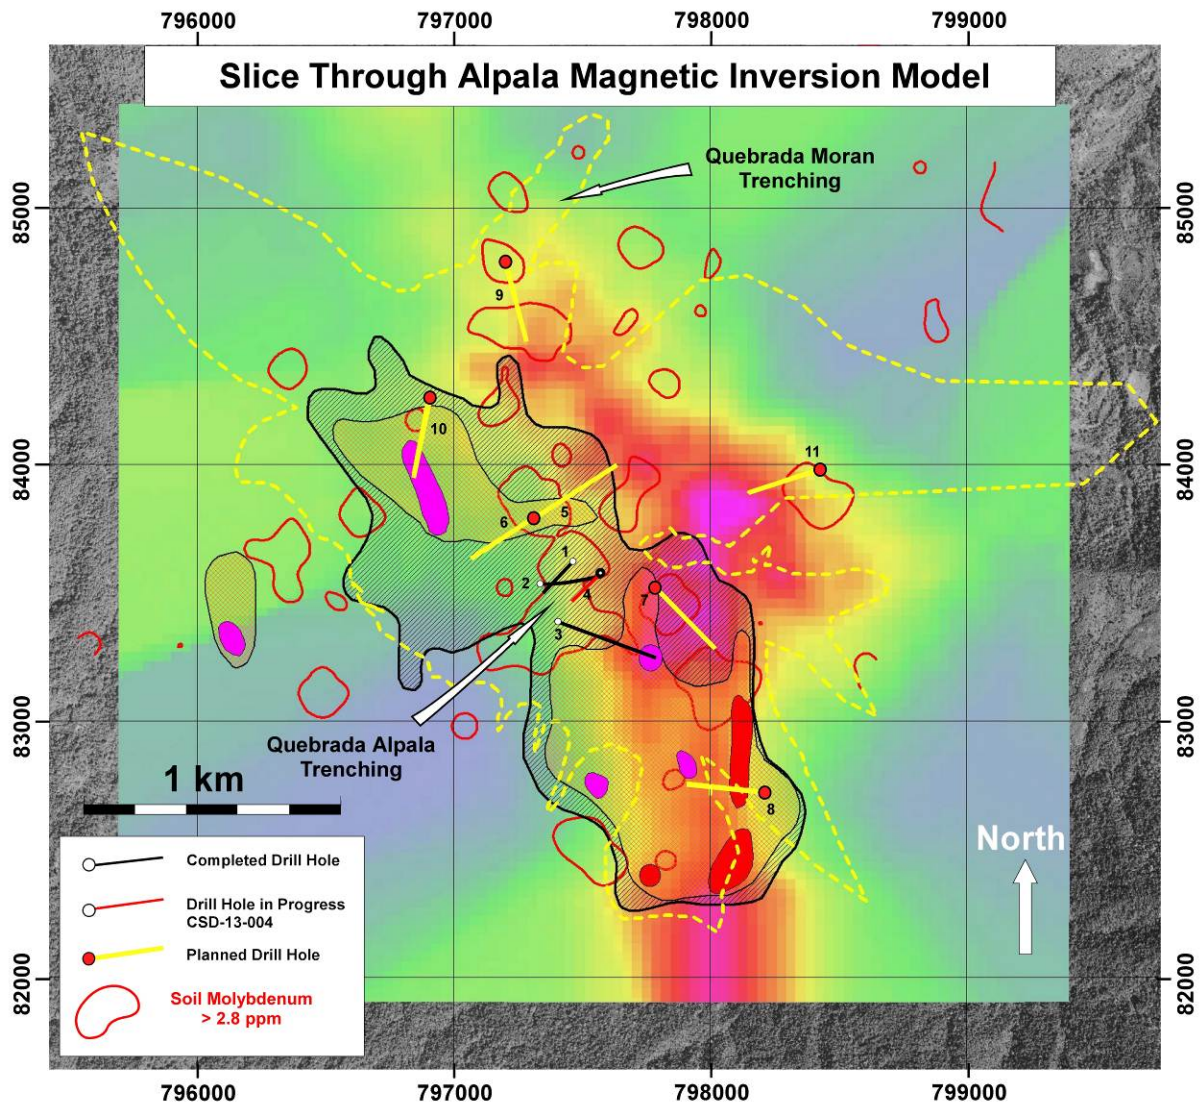 796000 797000 798000 799000
Slice Through Alpala Magnetic Inversion Model
Quebrada Moran
Trenching
85000 85000
9
10
11
84000 84000
6 5
1
2
4
7
3
83000 83000
Quebrada Alpala
Trenching
1 km
8
North
Completed Drill Hole
Drill Hole in Progress
CSD-13-004
Planned Drill Hole
82000 82000
Soil Molybdenum
> 2.8 ppm
796000 797000 798000 799000